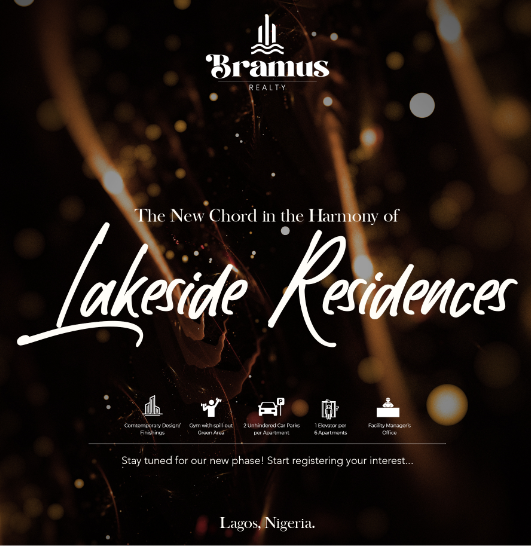 Bramus
REALTY
The New Chord in the Harmony of
Lakeside Residences
Contemporary Design/
Finishings
Gym with spill out
Green Area
2 Unhindered Car Parks
per Apartment
1 Elevator per
6 Apartments
Facility Manager's
Office
Stay tuned for our new phase! Start registering your interest...
Lagos, Nigeria.